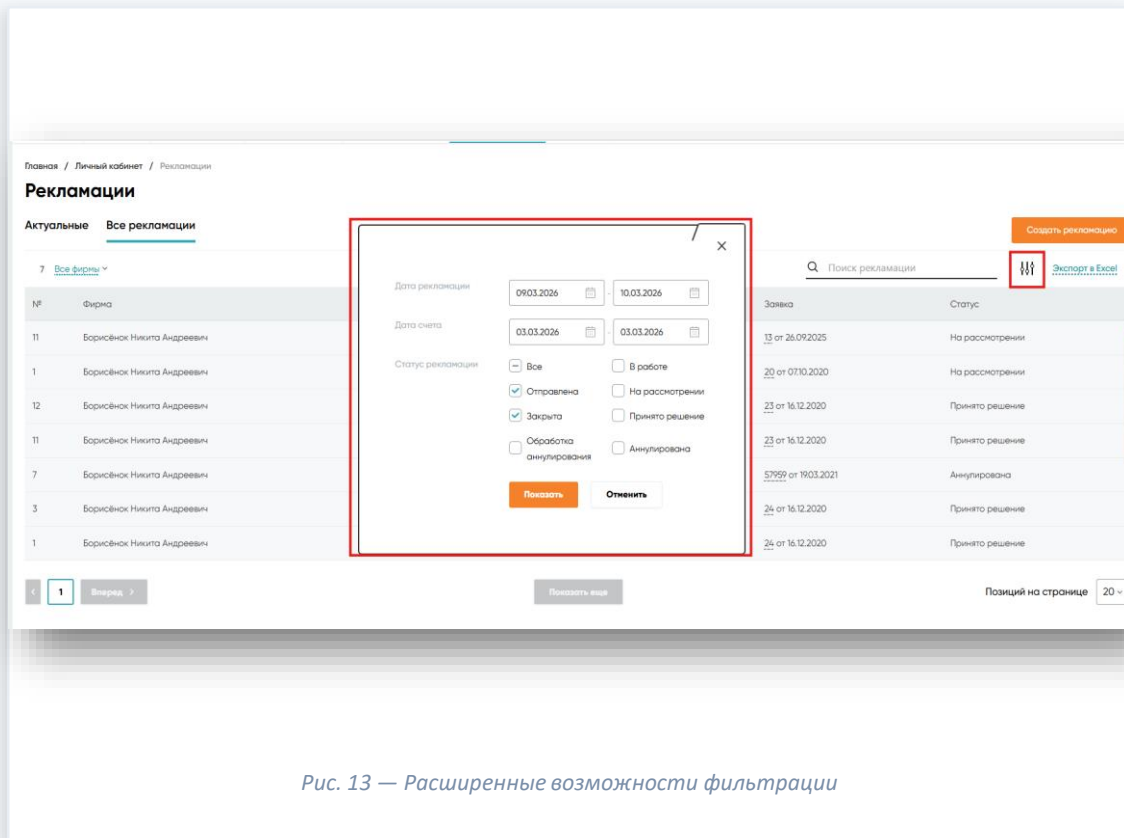 Главная / Личный кабинет / Рекламации
Рекламации
Актуальные Все рекламации
Создать рекламацию
7 Все фирмы
Поиск рекламации
Экспорт в Excel
№ Фирма Заявка Статус
11 Борисёнок Никита Андреевич 13 от 26.09.2025 На рассмотрении
1 Борисёнок Никита Андреевич 20 от 07.10.2020 На рассмотрении
12 Борисёнок Никита Андреевич 23 от 16.12.2020 Принято решение
11 Борисёнок Никита Андреевич 23 от 16.12.2020 Принято решение
7 Борисёнок Никита Андреевич 57959 от 19.03.2021 Аннулирована
3 Борисёнок Никита Андреевич 24 от 16.12.2020 Принято решение
1 Борисёнок Никита Андреевич 24 от 16.12.2020 Принято решение
Дата рекламации 09.03.2026 - 10.03.2026
Дата счета 03.03.2026 - 03.03.2026
Статус рекламации Все В работе
Отправлена На рассмотрении
Закрыта Принято решение
Обработка
аннулирования Аннулирована
Показать Отменить
1 Вперед
Показать еще
Позиций на странице 20
Рис. 13 — Расширенные возможности фильтрации